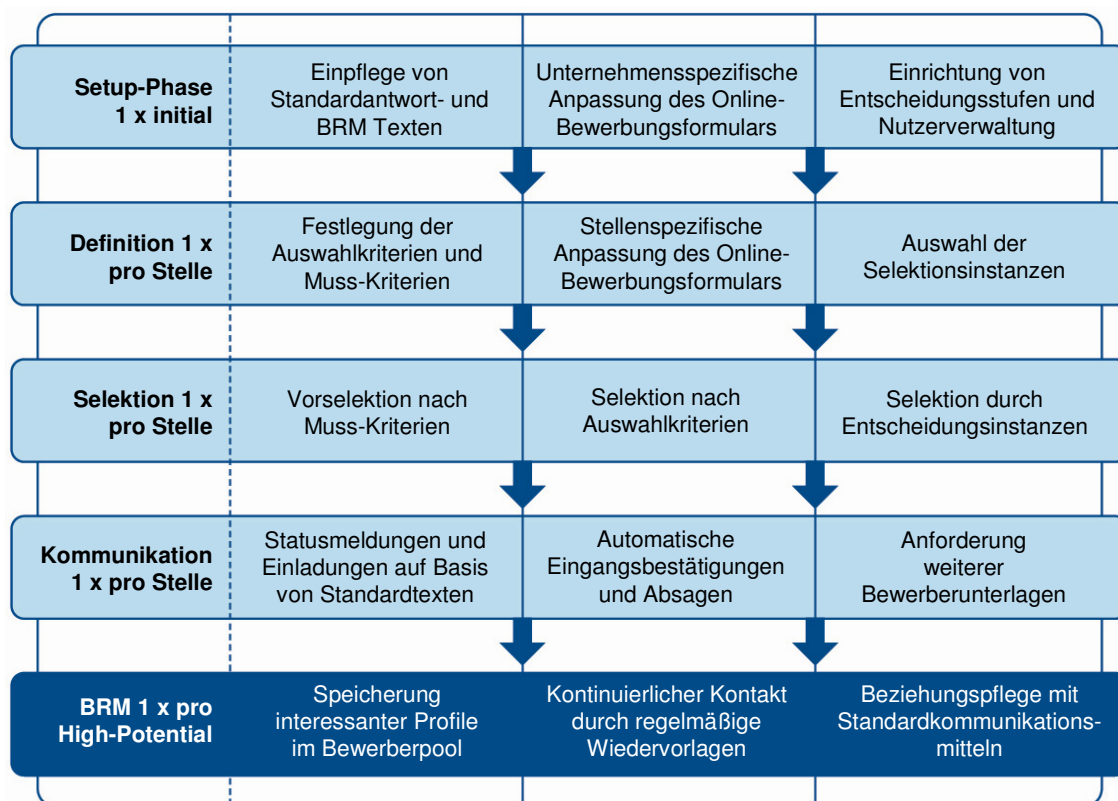 Setup-Phase
1 x initial
Einpflege von
Standardantwort- und
BRM Texten
Unternehmensspezifische
Anpassung des Online-
Bewerbungsformulars
Einrichtung von
Entscheidungsstufen und
Nutzerverwaltung
Definition 1 x
pro Stelle
Festlegung der
Auswahlkriterien und
Muss-Kriterien
Stellenspezifische
Anpassung des Online-
Bewerbungsformulars
Auswahl der
Selektionsinstanzen
Selektion 1 x
pro Stelle
Vorselektion nach
Muss-Kriterien
Selektion nach
Auswahlkriterien
Selektion durch
Entscheidungsinstanzen
Kommunikation
1 x pro Stelle
Statusmeldungen und
Einladungen auf Basis
von Standardtexten
Automatische
Eingangsbestätigungen
und Absagen
Anforderung
weiterer
Bewerberunterlagen
BRM 1 x pro
High-Potential
Speicherung
interessanter Profile
im Bewerberpool
Kontinuierlicher Kontakt
durch regelmäßige
Wiedervorlagen
Beziehungspflege mit
Standardkommunikations-
mitteln